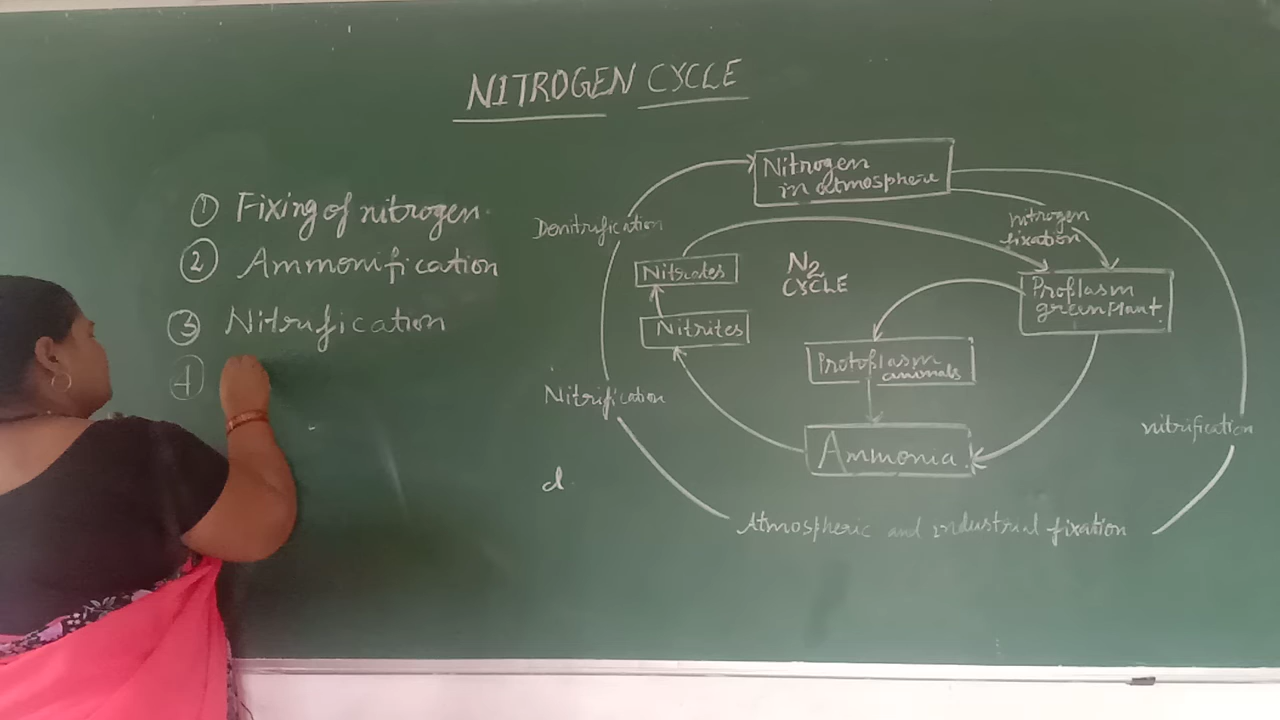 NITROGEN CYCLE
① Fixing of nitrogen.
② Ammonification
③ Nitrification
④
Nitrogen
in atmosphere
Denitrification
nitrogen
fixation
Nitrates
N2
CYCLE
Proplasm
green Plant.
Nitrites
Protoplasm
animals
Nitrification
nitrification
Ammonia.
d
Atmospheric and industrial fixation